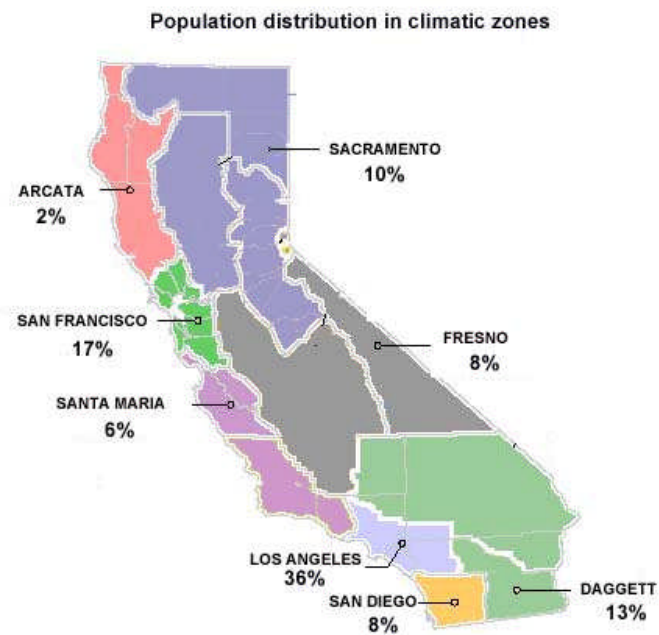 Population distribution in climatic zones
SACRAMENTO
10%
ARCATA
2%
SAN FRANCISCO
17%
FRESNO
8%
SANTA MARIA
6%
LOS ANGELES
36%
SAN DIEGO
8%
DAGGETT
13%